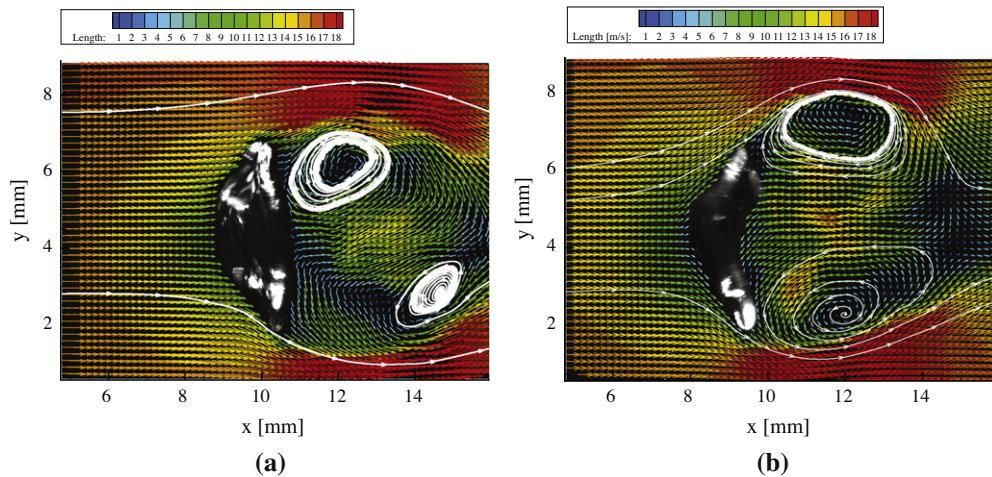 Length: 1 2 3 4 5 6 7 8 9 10 11 12 13 14 15 16 17 18
8
6
4
2
y [mm]
6 8 10 12 14
x [mm]
(a)
Length [m/s] 1 2 3 4 5 6 7 8 9 10 11 12 13 14 15 16 17 18
8
6
4
2
y [mm]
6 8 10 12 14
x [mm]
(b)